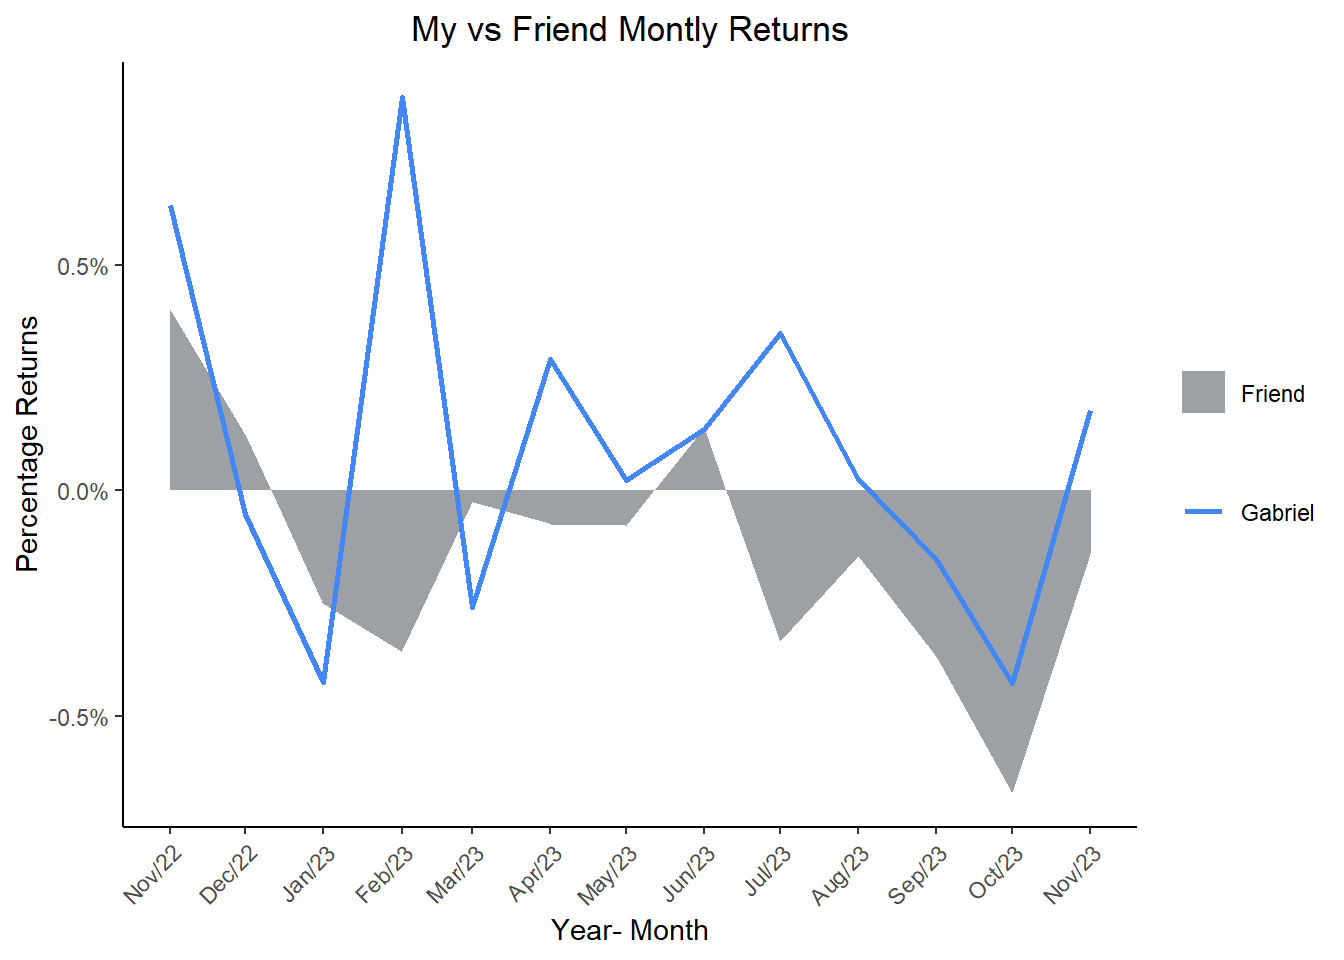 My vs Friend Montly Returns
Percentage Returns
0.5%
0.0%
-0.5%
Nov/22
Dec/22
Jan/23
Feb/23
Mar/23
Apr/23
May/23
Jun/23
Jul/23
Aug/23
Sep/23
Oct/23
Nov/23
Year- Month
Friend
Gabriel